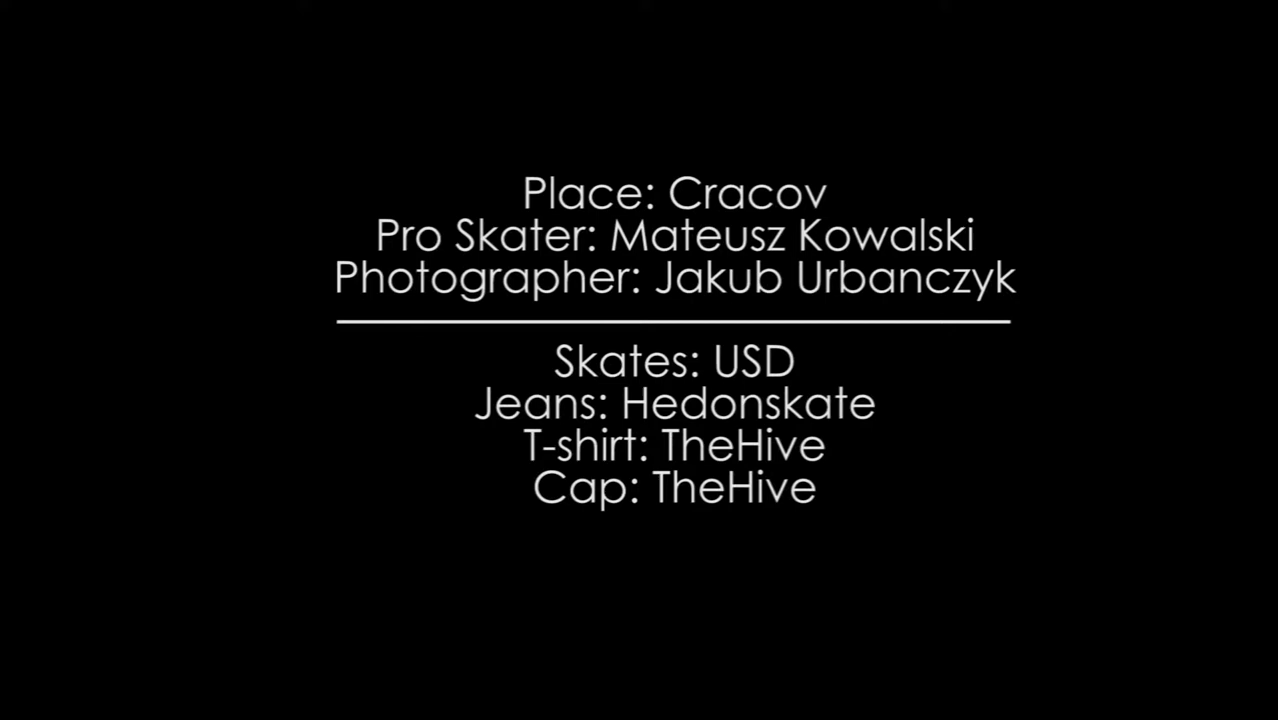 Place: Cracov
Pro Skater: Mateusz Kowalski
Photographer: Jakub Urbanczyk
Skates: USD
Jeans: Hedonskate
T-shirt: TheHive
Cap: TheHive